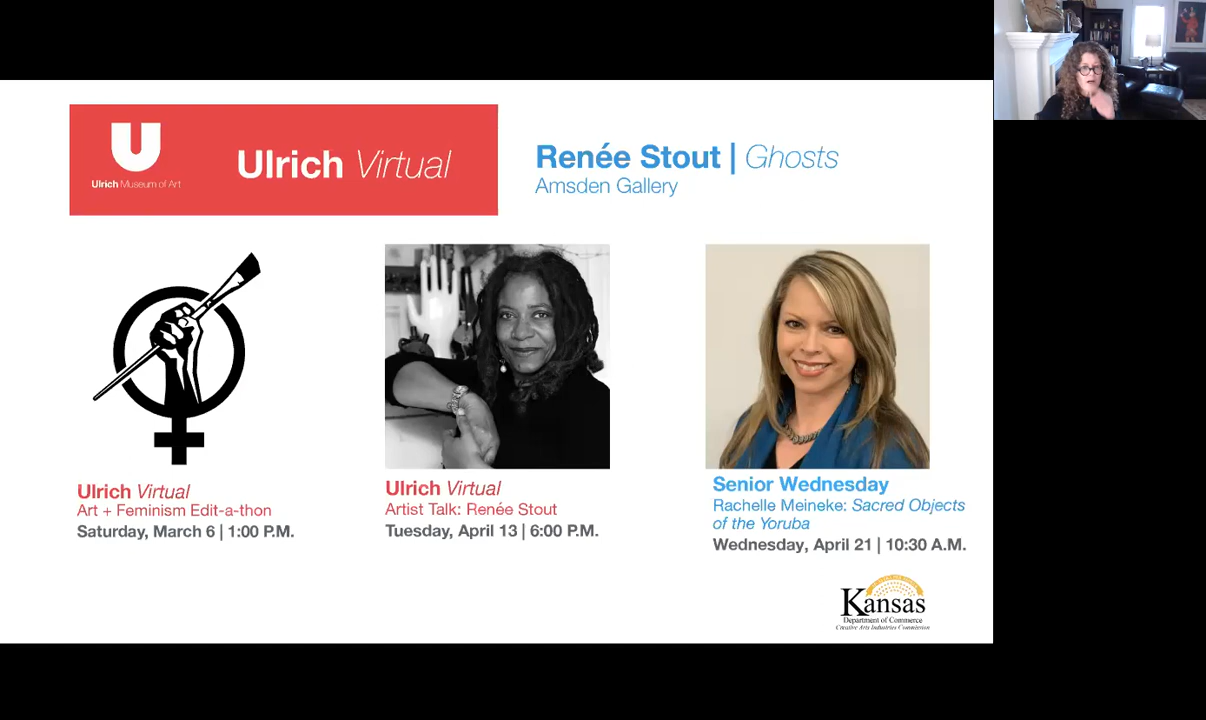 Ulrich Museum of Art
Ulrich Virtual
Renée Stout | Ghosts
Amsden Gallery
Ulrich Virtual
Art + Feminism Edit-a-thon
Saturday, March 6 | 1:00 P.M.
Ulrich Virtual
Artist Talk: Renée Stout
Tuesday, April 13 | 6:00 P.M.
Senior Wednesday
Rachelle Meineke: Sacred Objects
of the Yoruba
Wednesday, April 21 | 10:30 A.M.
Kansas
Department of Commerce
Creative Arts Industries Commission